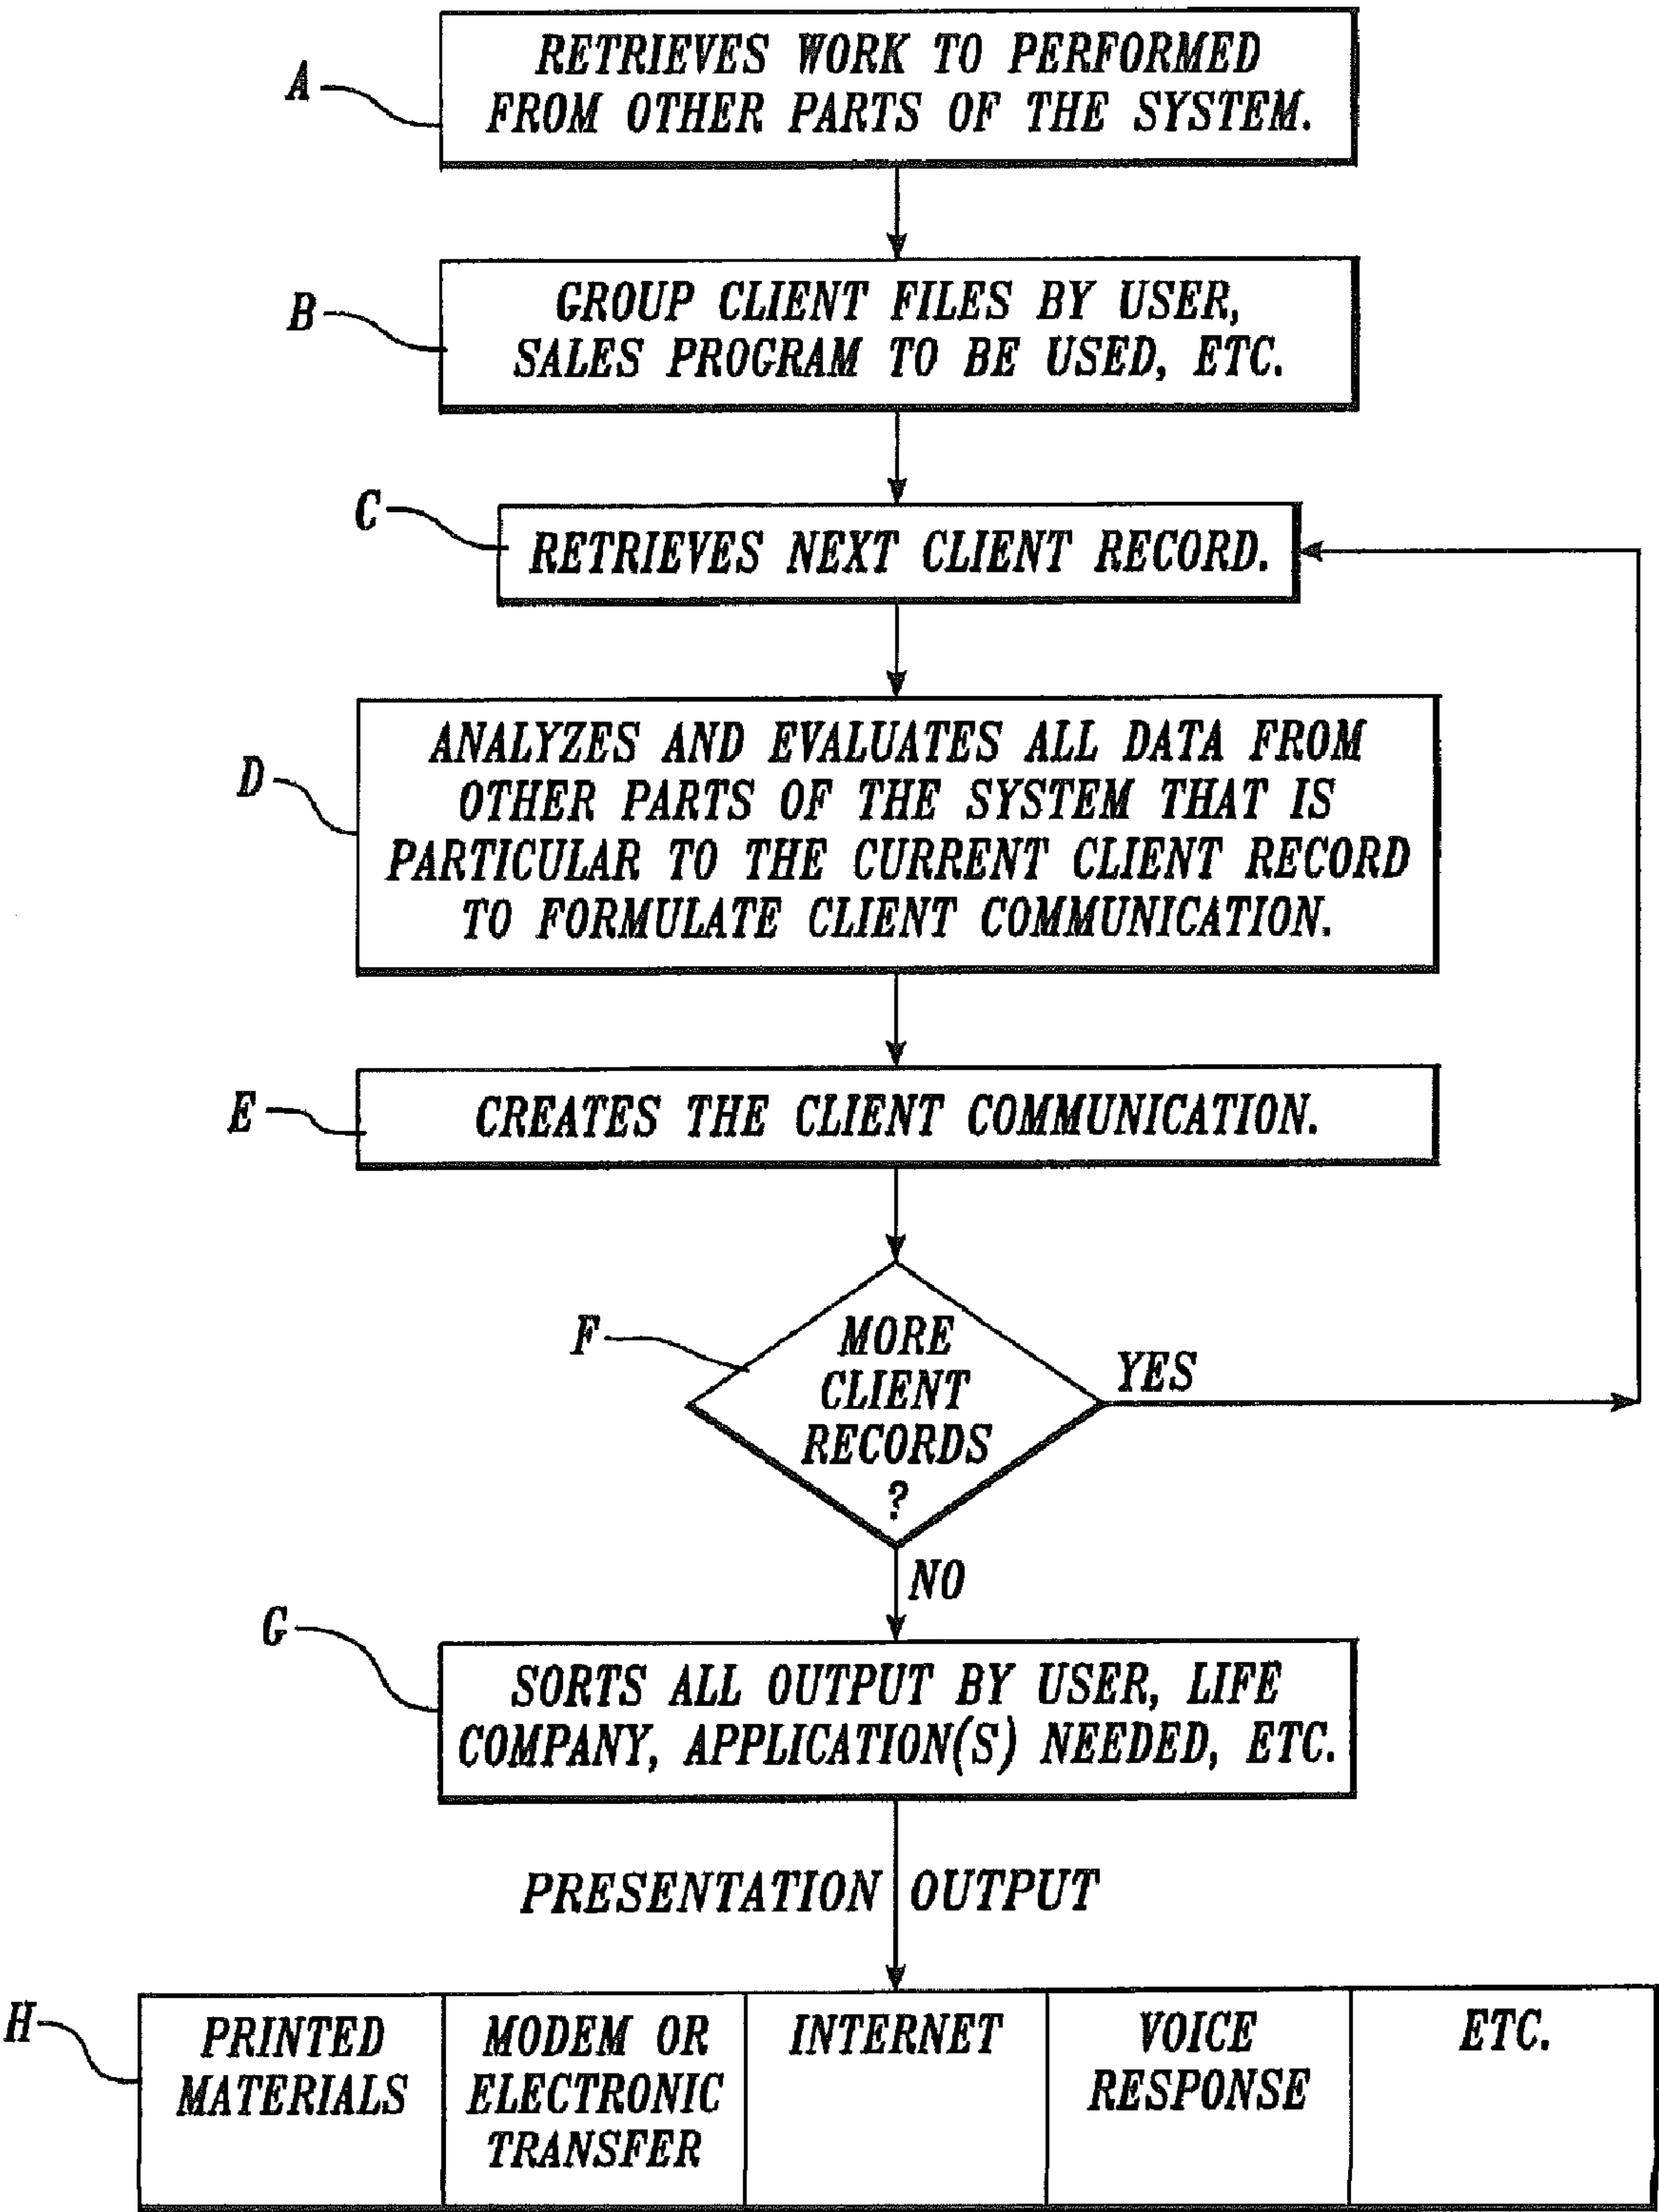 A
RETRIEVES WORK TO PERFORMED
FROM OTHER PARTS OF THE SYSTEM.
B
GROUP CLIENT FILES BY USER,
SALES PROGRAM TO BE USED, ETC.
C
RETRIEVES NEXT CLIENT RECORD.
D
ANALYZES AND EVALUATES ALL DATA FROM
OTHER PARTS OF THE SYSTEM THAT IS
PARTICULAR TO THE CURRENT CLIENT RECORD
TO FORMULATE CLIENT COMMUNICATION.
E
CREATES THE CLIENT COMMUNICATION.
F
MORE
CLIENT
RECORDS
?
YES
NO
G
SORTS ALL OUTPUT BY USER, LIFE
COMPANY, APPLICATION(S) NEEDED, ETC.
PRESENTATION OUTPUT
H
PRINTED
MATERIALS
MODEM OR
ELECTRONIC
TRANSFER
INTERNET
VOICE
RESPONSE
ETC.